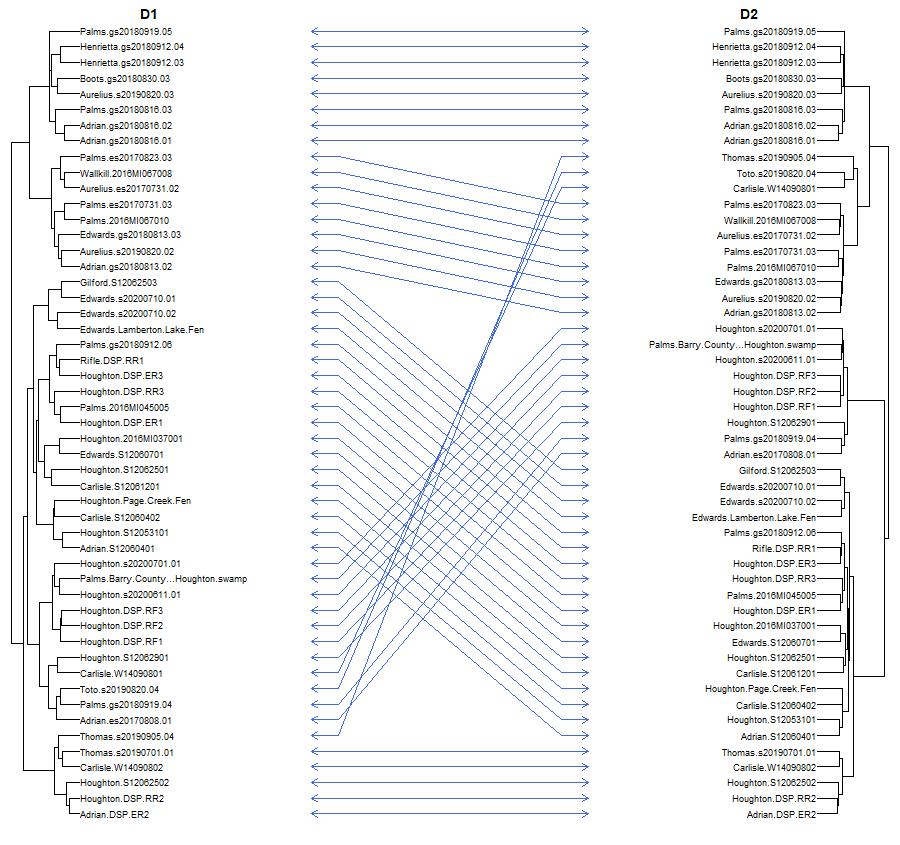 D1
Palms.gs20180919.05
Henrietta.gs20180912.04
Henrietta.gs20180912.03
Boots.gs20180830.03
Aurelius.s20190820.03
Palms.gs20180816.03
Adrian.gs20180816.02
Adrian.gs20180816.01
Palms.es20170823.03
Wallkill.2016MI067008
Aurelius.es20170731.02
Palms.es20170731.03
Palms.2016MI067010
Edwards.gs20180813.03
Aurelius.s20190820.02
Adrian.gs20180813.02
Gilford.S12062503
Edwards.s20200710.01
Edwards.s20200710.02
Edwards.Lamberton.Lake.Fen
Palms.gs20180912.06
Rifle.DSP.RR1
Houghton.DSP.ER3
Houghton.DSP.RR3
Palms.2016MI045005
Houghton.DSP.ER1
Houghton.2016MI037001
Edwards.S12060701
Houghton.S12062501
Carlisle.S12061201
Houghton.Page.Creek.Fen
Carlisle.S12060402
Houghton.S12053101
Adrian.S12060401
Houghton.s20200701.01
Palms.Barry.County...Houghton.swamp
Houghton.s20200611.01
Houghton.DSP.RF3
Houghton.DSP.RF2
Houghton.DSP.RF1
Houghton.S12062901
Carlisle.W14090801
Toto.s20190820.04
Palms.gs20180919.04
Adrian.es20170808.01
Thomas.s20190905.04
Thomas.s20190701.01
Carlisle.W14090802
Houghton.S12062502
Houghton.DSP.RR2
Adrian.DSP.ER2
D2
Palms.gs20180919.05
Henrietta.gs20180912.04
Henrietta.gs20180912.03
Boots.gs20180830.03
Aurelius.s20190820.03
Palms.gs20180816.03
Adrian.gs20180816.02
Adrian.gs20180816.01
Thomas.s20190905.04
Toto.s20190820.04
Carlisle.W14090801
Palms.es20170823.03
Wallkill.2016MI067008
Aurelius.es20170731.02
Palms.es20170731.03
Palms.2016MI067010
Edwards.gs20180813.03
Aurelius.s20190820.02
Adrian.gs20180813.02
Houghton.s20200701.01
Palms.Barry.County...Houghton.swamp
Houghton.s20200611.01
Houghton.DSP.RF3
Houghton.DSP.RF2
Houghton.DSP.RF1
Houghton.S12062901
Palms.gs20180919.04
Adrian.es20170808.01
Gilford.S12062503
Edwards.s20200710.01
Edwards.s20200710.02
Edwards.Lamberton.Lake.Fen
Palms.gs20180912.06
Rifle.DSP.RR1
Houghton.DSP.ER3
Houghton.DSP.RR3
Palms.2016MI045005
Houghton.DSP.ER1
Houghton.2016MI037001
Edwards.S12060701
Houghton.S12062501
Carlisle.S12061201
Houghton.Page.Creek.Fen
Carlisle.S12060402
Houghton.S12053101
Adrian.S12060401
Thomas.s20190701.01
Carlisle.W14090802
Houghton.S12062502
Houghton.DSP.RR2
Adrian.DSP.ER2